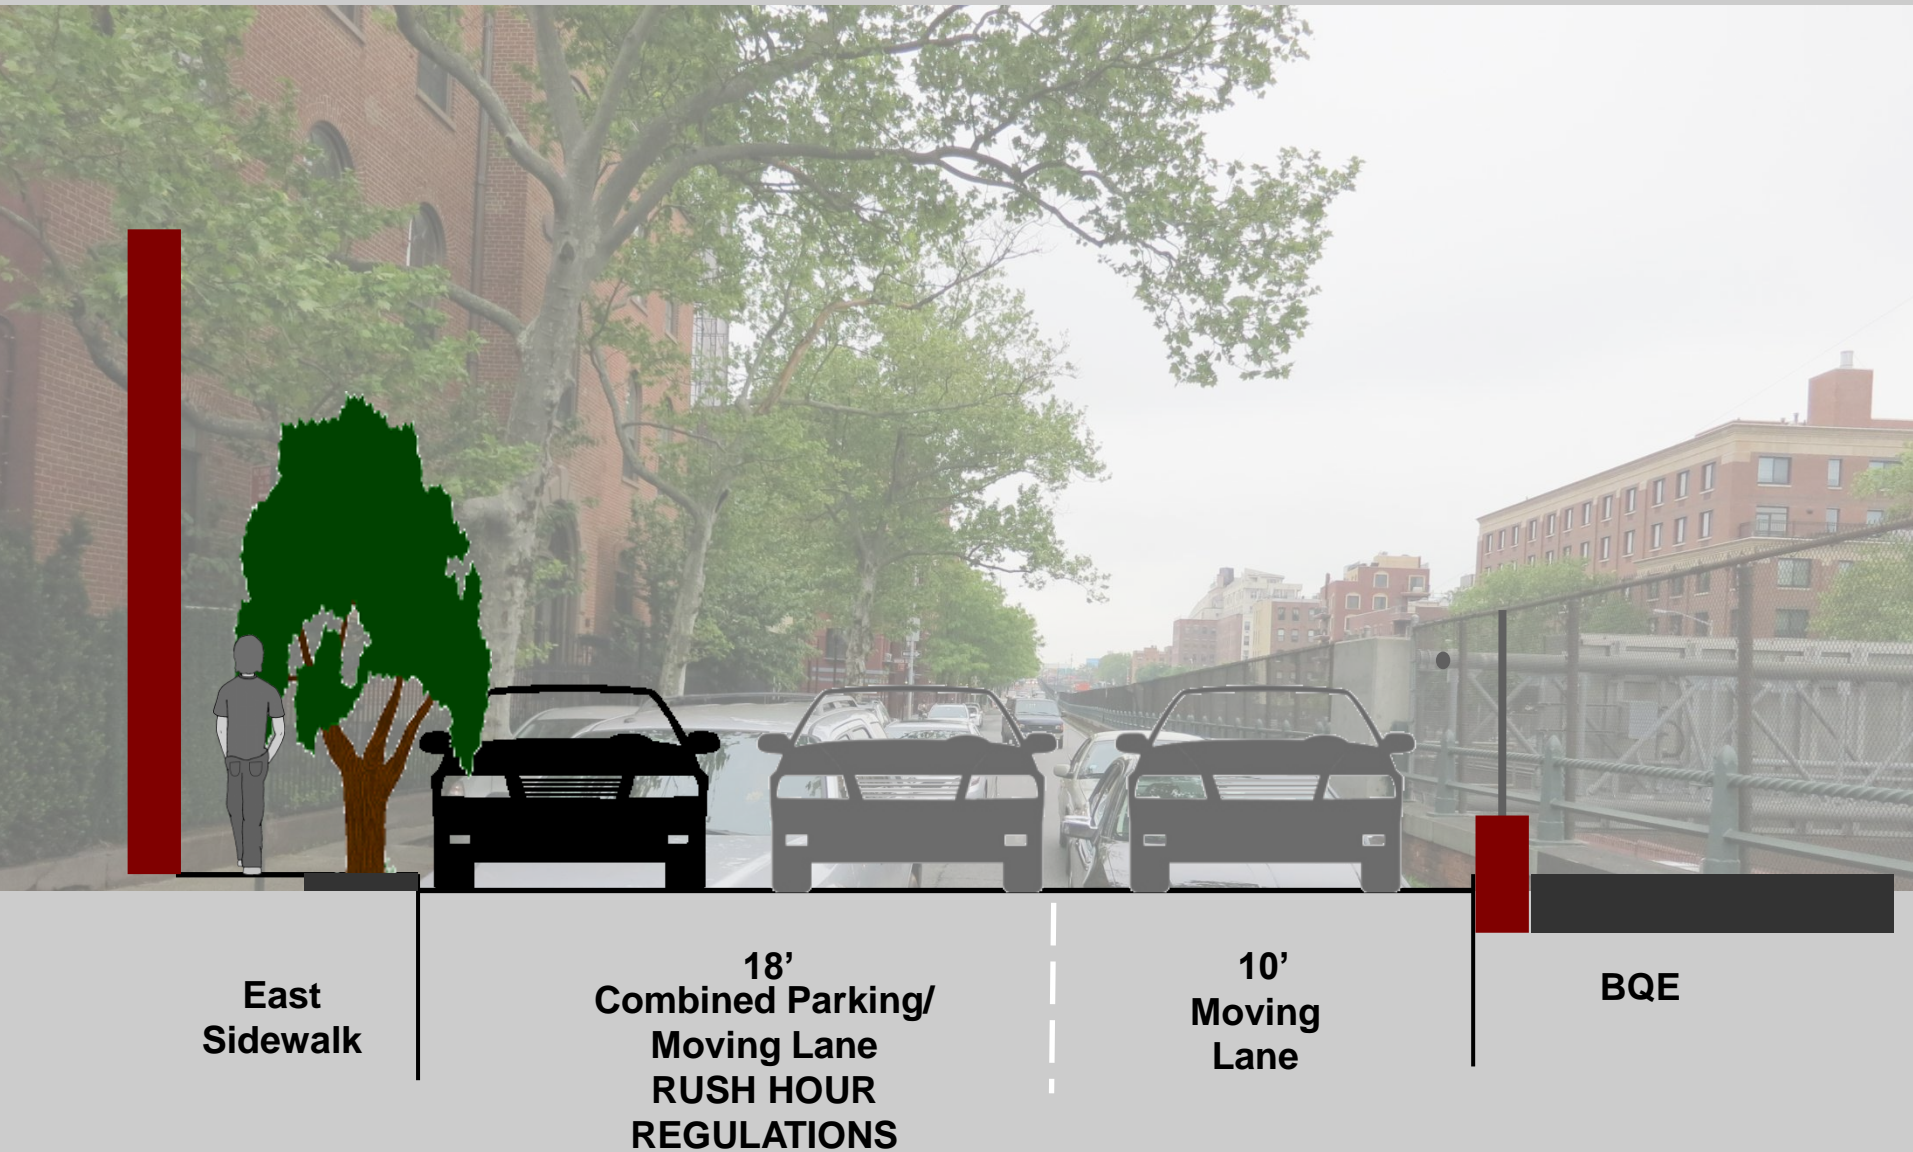 East
Sidewalk
18’
Combined Parking/
Moving Lane
RUSH HOUR
REGULATIONS
10’
Moving
Lane
BQE